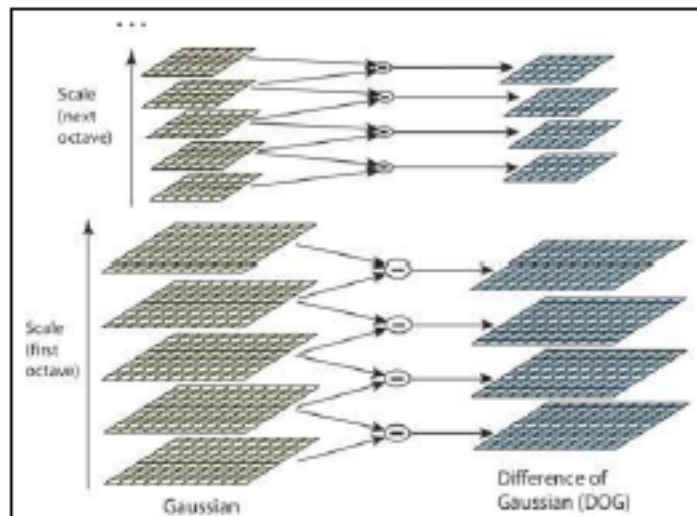 ...
Scale
(next
octave)
Scale
(first
octave)
Gaussian
Difference of
Gaussian (DOG)